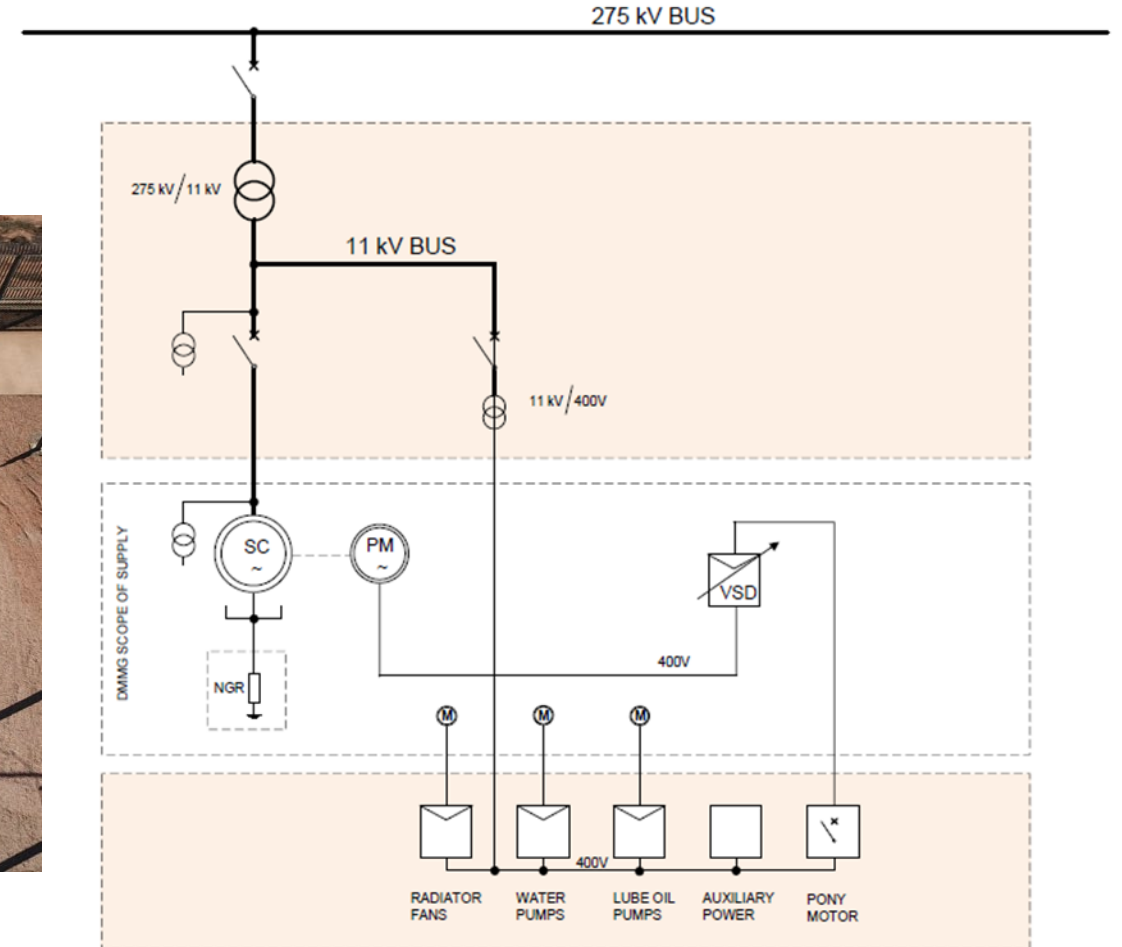 275 kV BUS
275 kV/11 kV
11 kV BUS
11 kV/400V
DMMG SCOPE OF SUPPLY
SC
~
PM
~
VSD
400V
NGR
M
M
M
400V
RADIATOR
FANS
WATER
PUMPS
LUBE OIL
PUMPS
AUXILIARY
POWER
PONY
MOTOR